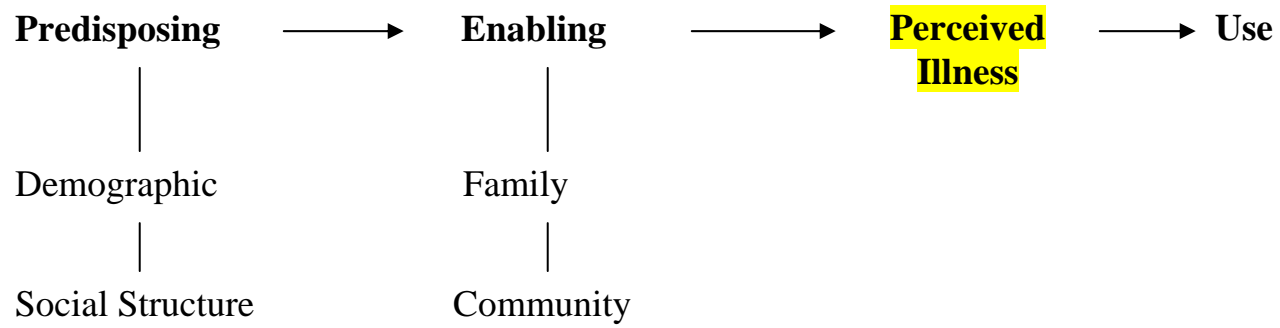 Predisposing Enabling Perceived Use
Illness
Demographic Family
Social Structure Community